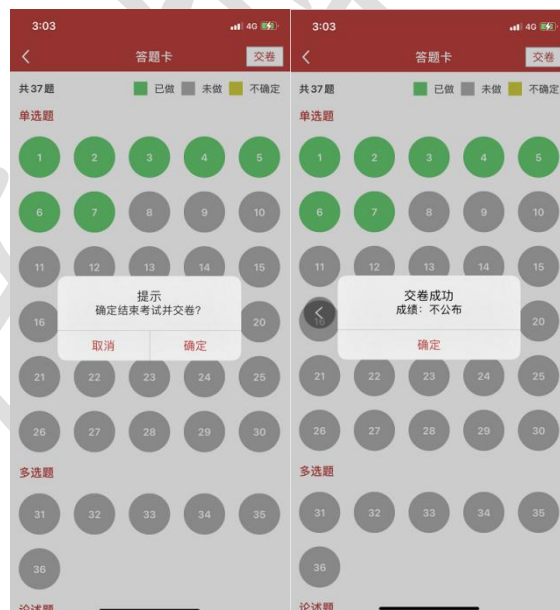 3:03
4G
答题卡
交卷
共37题
已做
未做
不确定
单选题
1 2 3 4 5
6 7 8 9 10
11 12 13 14 15
提示
确定结束考试并交卷?
16
20
取消
确定
21 22 23 24 25
26 27 28 29 30
多选题
31 32 33 34 35
36
论述题
3:03
4G
答题卡
交卷
共37题
已做
未做
不确定
单选题
1 2 3 4 5
6 7 8 9 10
11 12 13 14 15
交卷成功
成绩:不公布
16
20
确定
21 22 23 24 25
26 27 28 29 30
多选题
31 32 33 34 35
36
论述题